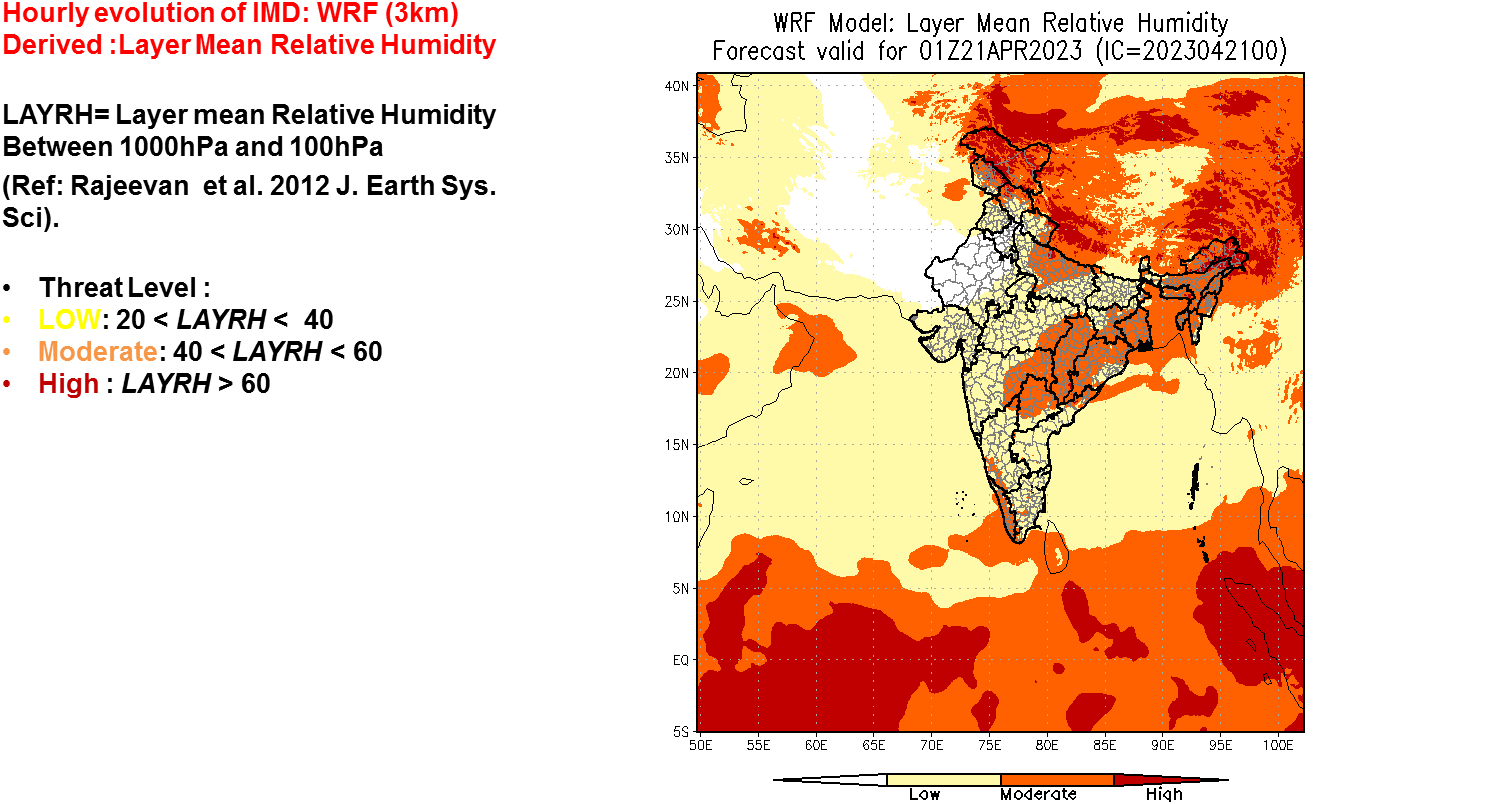 Hourly evolution of IMD: WRF (3km)
Derived :Layer Mean Relative Humidity
LAYRH= Layer mean Relative Humidity
Between 1000hPa and 100hPa
(Ref: Rajeevan et al. 2012 J. Earth Sys.
Sci).
• Threat Level :
• LOW: 20 < LAYRH < 40
• Moderate: 40 < LAYRH < 60
• High : LAYRH > 60
WRF Model: Layer Mean Relative Humidity
Forecast valid for 01Z21APR2023 (IC=2023042100)
40N
35N
30N
25N
20N
15N
10N
5N
EQ
5S
50E 55E 60E 65E 70E 75E 80E 85E 90E 95E 100E
Low Moderate High